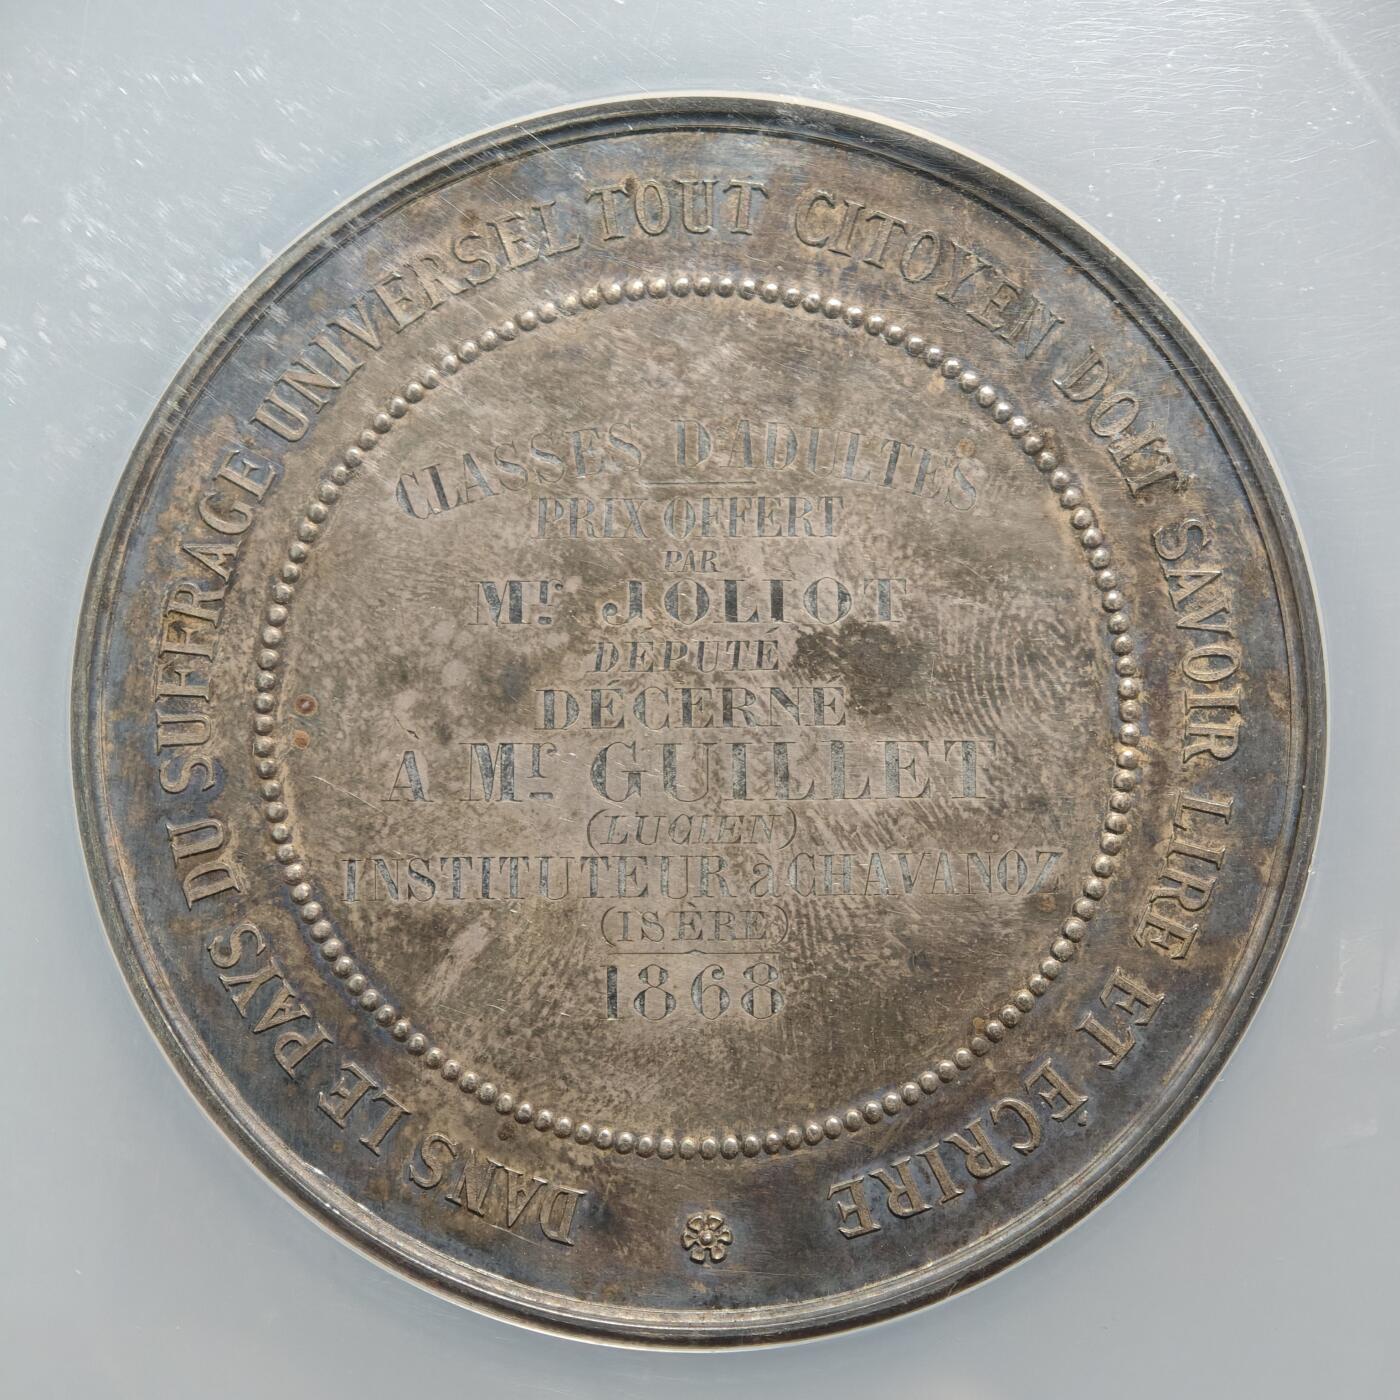 DANS LE PAYS DU SUFFRAGE UNIVERSEL TOUT CITOYEN DOIT SAVOIR LIRE ET ÉCRIRE
CLASSES D'ADULTES
PRIX OFFERT
PAR
Mr JOLIOT
DÉPUTÉ
DÉCERNÉ
À Mr GUILLET
(LUCIEN)
INSTITUTEUR à CHAVANOZ
(ISÈRE)
1868